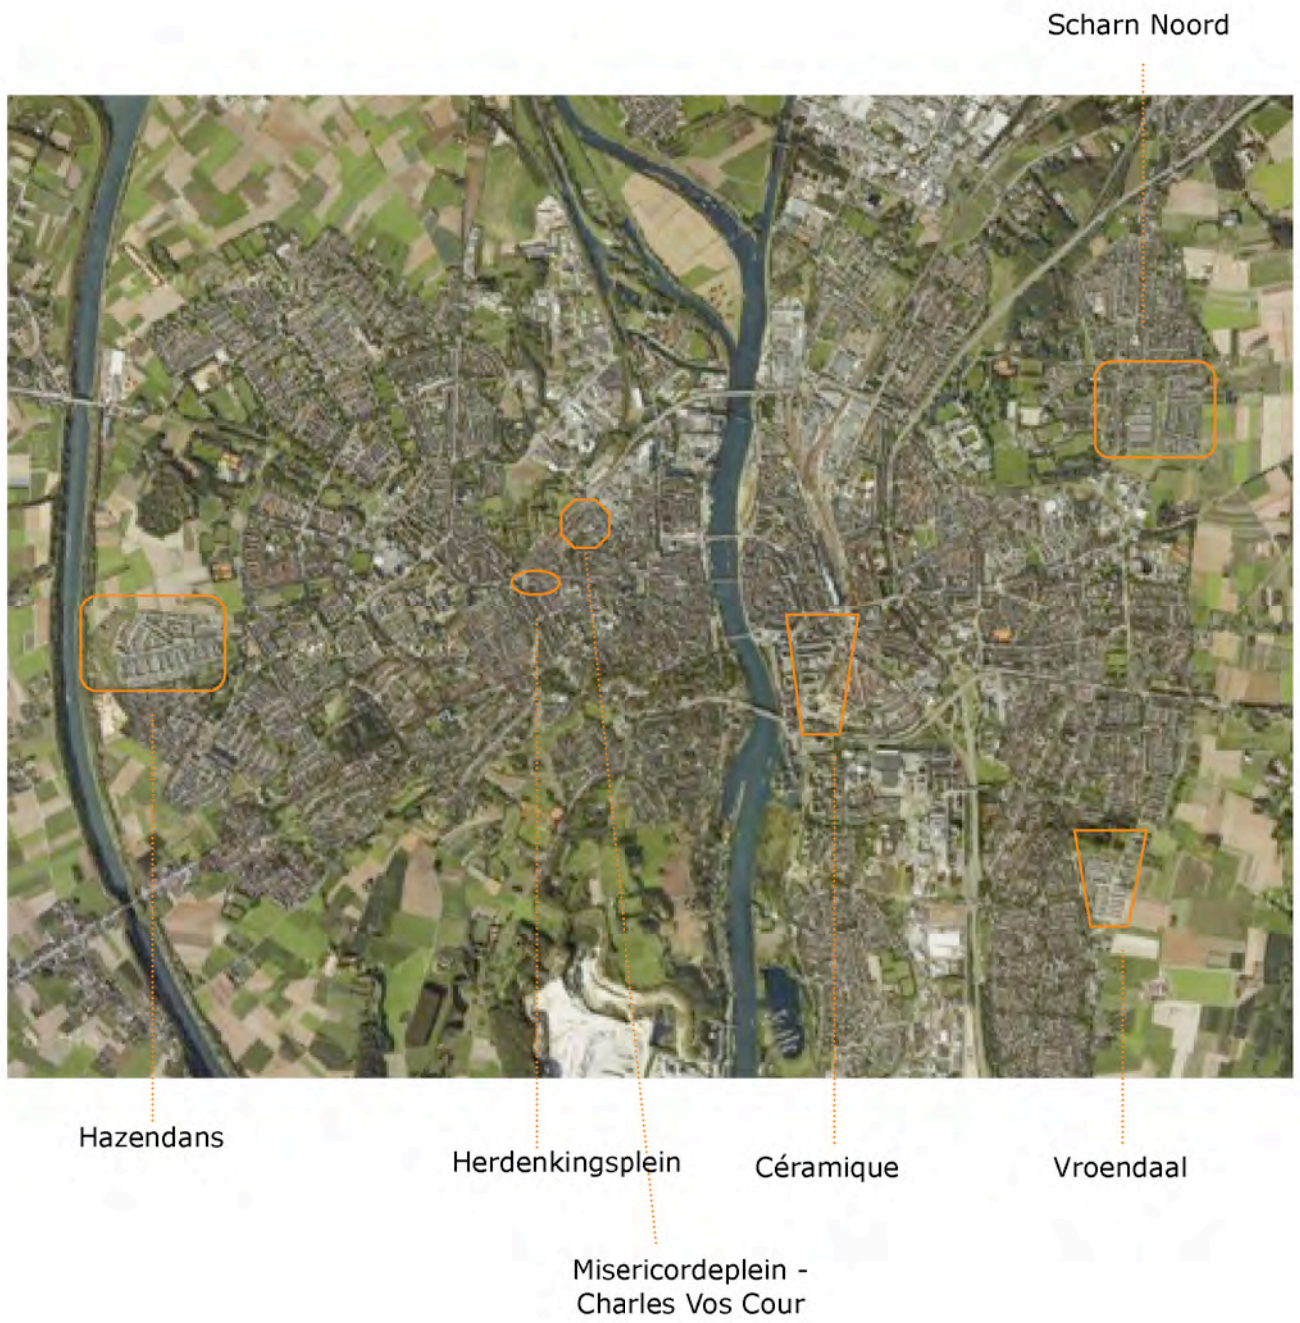 Scharn Noord
Hazendans
Herdenkingsplein
Céramique
Vroendaal
Misericordeplein -
Charles Vos Cour